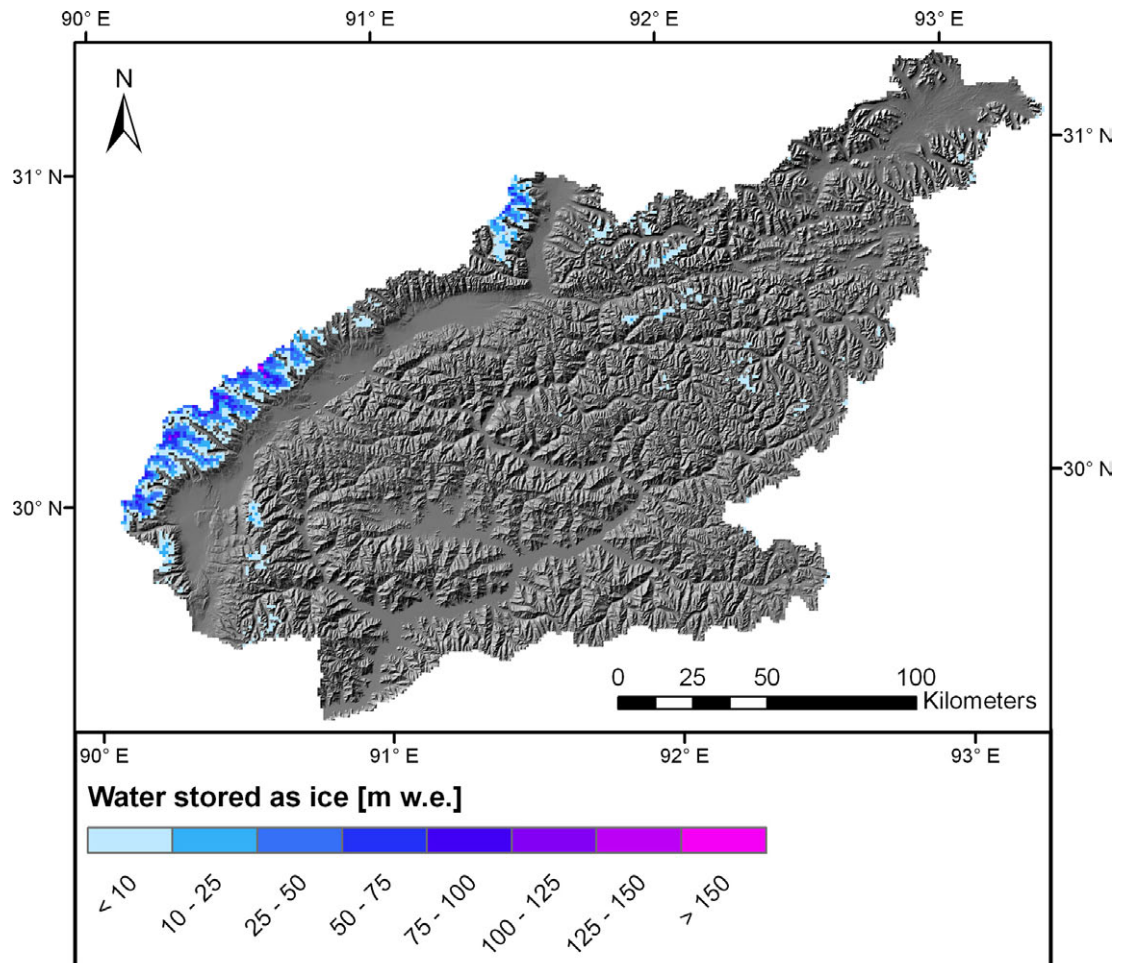 90° E 91° E 92° E 93° E
N
31° N
31° N
30° N
30° N
0 25 50 100
Kilometers
90° E 91° E 92° E 93° E
Water stored as ice [m w.e.]
< 10 10 - 25 25 - 50 50 - 75 75 - 100 100 - 125 125 - 150 > 150